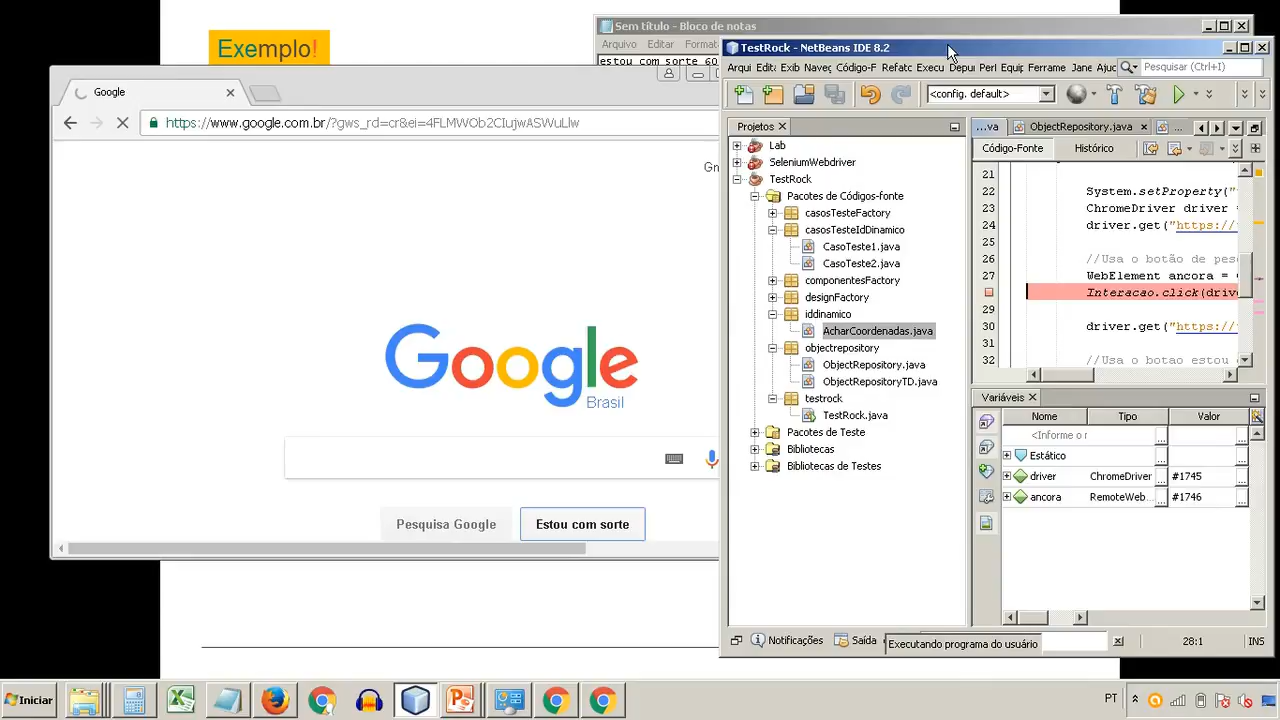 Exemplo!
Sem título - Bloco de notas
Arquivo Editar Format
estou com sorte
TestRock - NetBeans IDE 8.2
Arqui Edita Exib Naveg Código-F Refato Execu Depui Perl Equip Ferrame Jane Ajuc
Pesquisar (Ctrl+I)
<config. default>
Google
https://www.google.com.br/?gws_rd=cr&ei=4FLMWOb2CIujwASWuLlw
Google
Brasil
Pesquisa Google
Estou com sorte
Projetos
Lab
SeleniumWebdriver
TestRock
Pacotes de Códigos-fonte
casosTesteFactory
casosTesteIdDinamico
CasoTeste1.java
CasoTeste2.java
componentesFactory
designFactory
iddinamico
AcharCoordenadas.java
objectrepository
ObjectRepository.java
ObjectRepositoryTD.java
testrock
TestRock.java
Pacotes de Teste
Bibliotecas
Bibliotecas de Testes
...va ObjectRepository.java ...
Código-Fonte Histórico
21
22 System.setProperty("
23 ChromeDriver driver =
24 driver.get("https://
25
26 //Usa o botão de pes
27 WebElement ancora =
Interacao.click(drive
29
30 driver.get("https://
31
32 //Usa o botao estou
Variáveis
Nome Tipo Valor
<Informe o r ...
Estático ...
driver ChromeDriver ... #1745 ...
ancora RemoteWeb... ... #1746 ...
Notificações Saída Executando programa do usuário 28:1 INS
Iniciar
PT